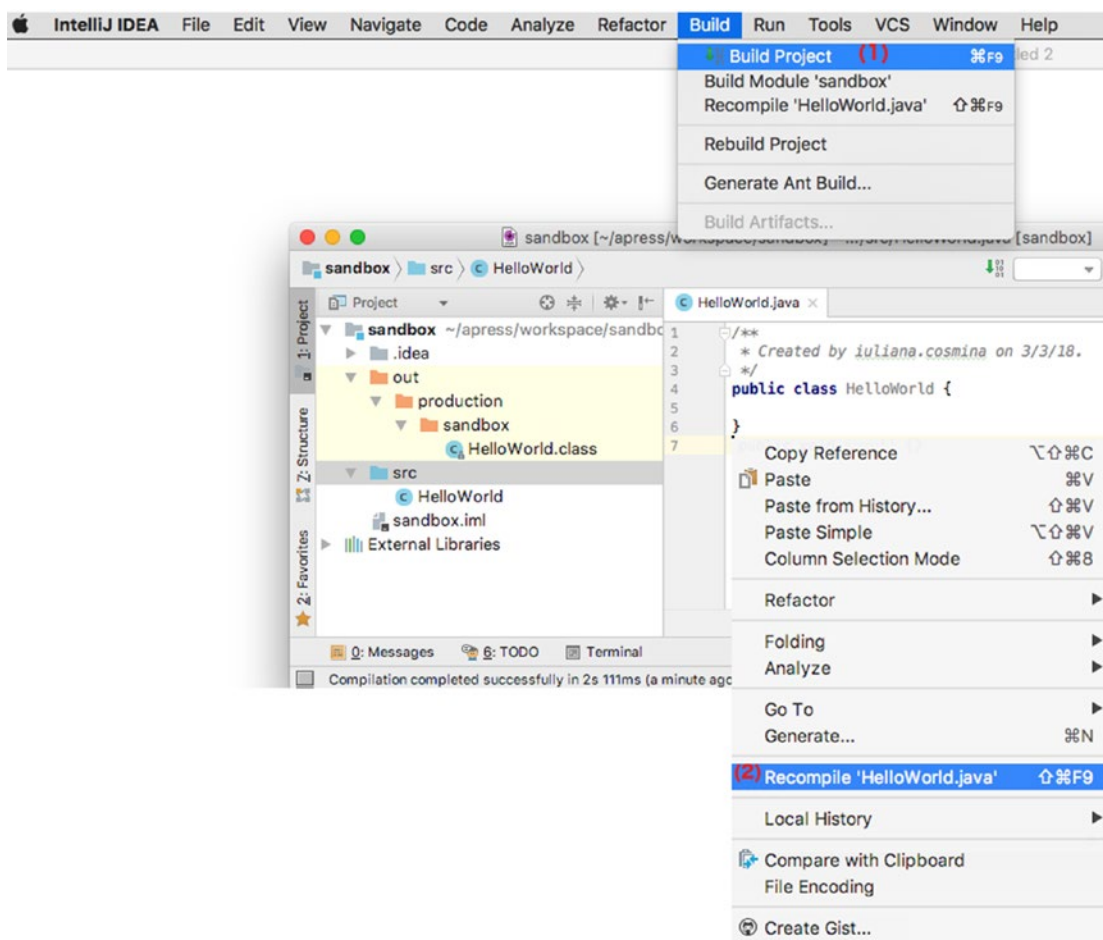 IntelliJ IDEA File Edit View Navigate Code Analyze Refactor Build Run Tools VCS Window Help
Build Project (1) ⌘F9
Build Module 'sandbox'
Recompile 'HelloWorld.java' ⇧⌘F9
Rebuild Project
Generate Ant Build...
Build Artifacts...
sandbox [~/apress/workspace/sandbox] [sandbox]
sandbox src HelloWorld
1: Project
Z: Structure
2: Favorites
Project
sandbox ~/apress/workspace/sandbo
.idea
out
production
sandbox
HelloWorld.class
src
HelloWorld
sandbox.iml
External Libraries
HelloWorld.java
1 /**
2 * Created by iuliana.cosmina on 3/3/18.
3 */
4 public class HelloWorld {
5
6 }
7
Copy Reference ⌥⇧⌘C
Paste ⌘V
Paste from History... ⇧⌘V
Paste Simple ⌥⇧⌘V
Column Selection Mode ⇧⌘8
Refactor
Folding
Analyze
Go To
Generate... ⌘N
(2) Recompile 'HelloWorld.java' ⇧⌘F9
Local History
Compare with Clipboard
File Encoding
Create Gist...
0: Messages 6: TODO Terminal
Compilation completed successfully in 2s 111ms (a minute ago